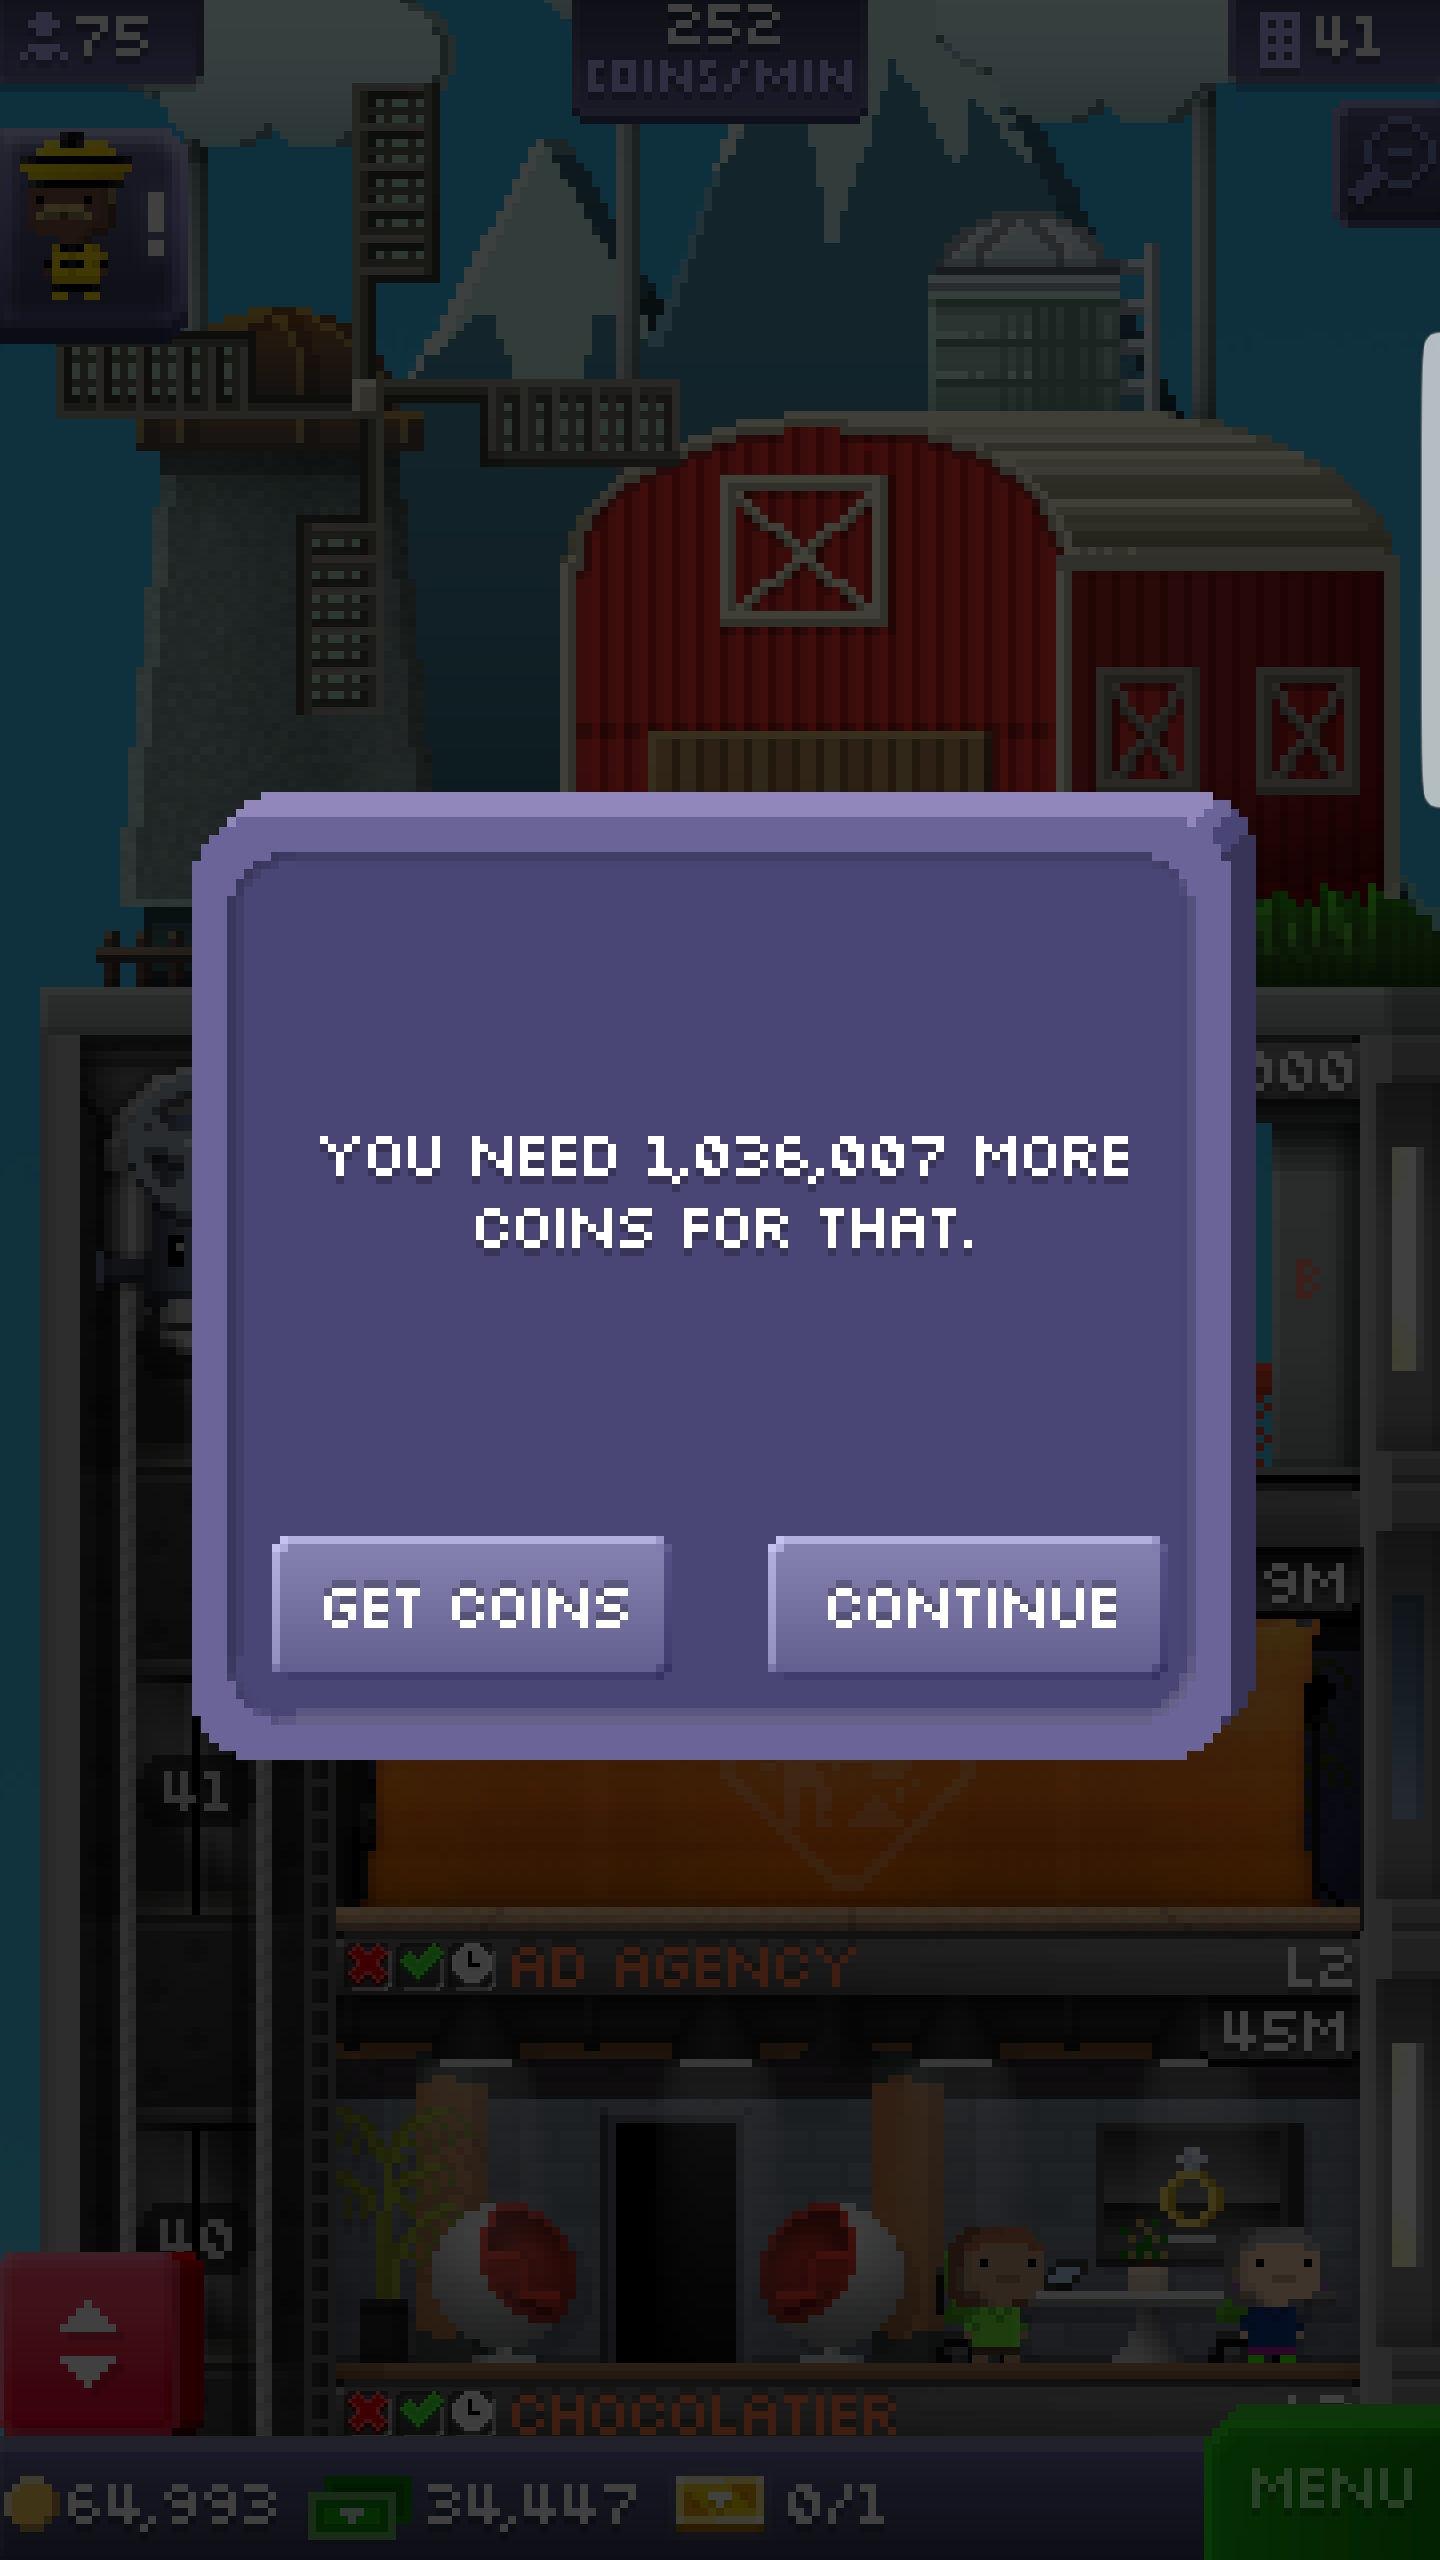 75
252
COINS/MIN
41
!
000
B
YOU NEED 1,036,007 MORE
COINS FOR THAT.
GET COINS
CONTINUE
9M
41
AD AGENCY
L2
45M
40
CHOCOLATIER
64,993
34,447
0/1
MENU